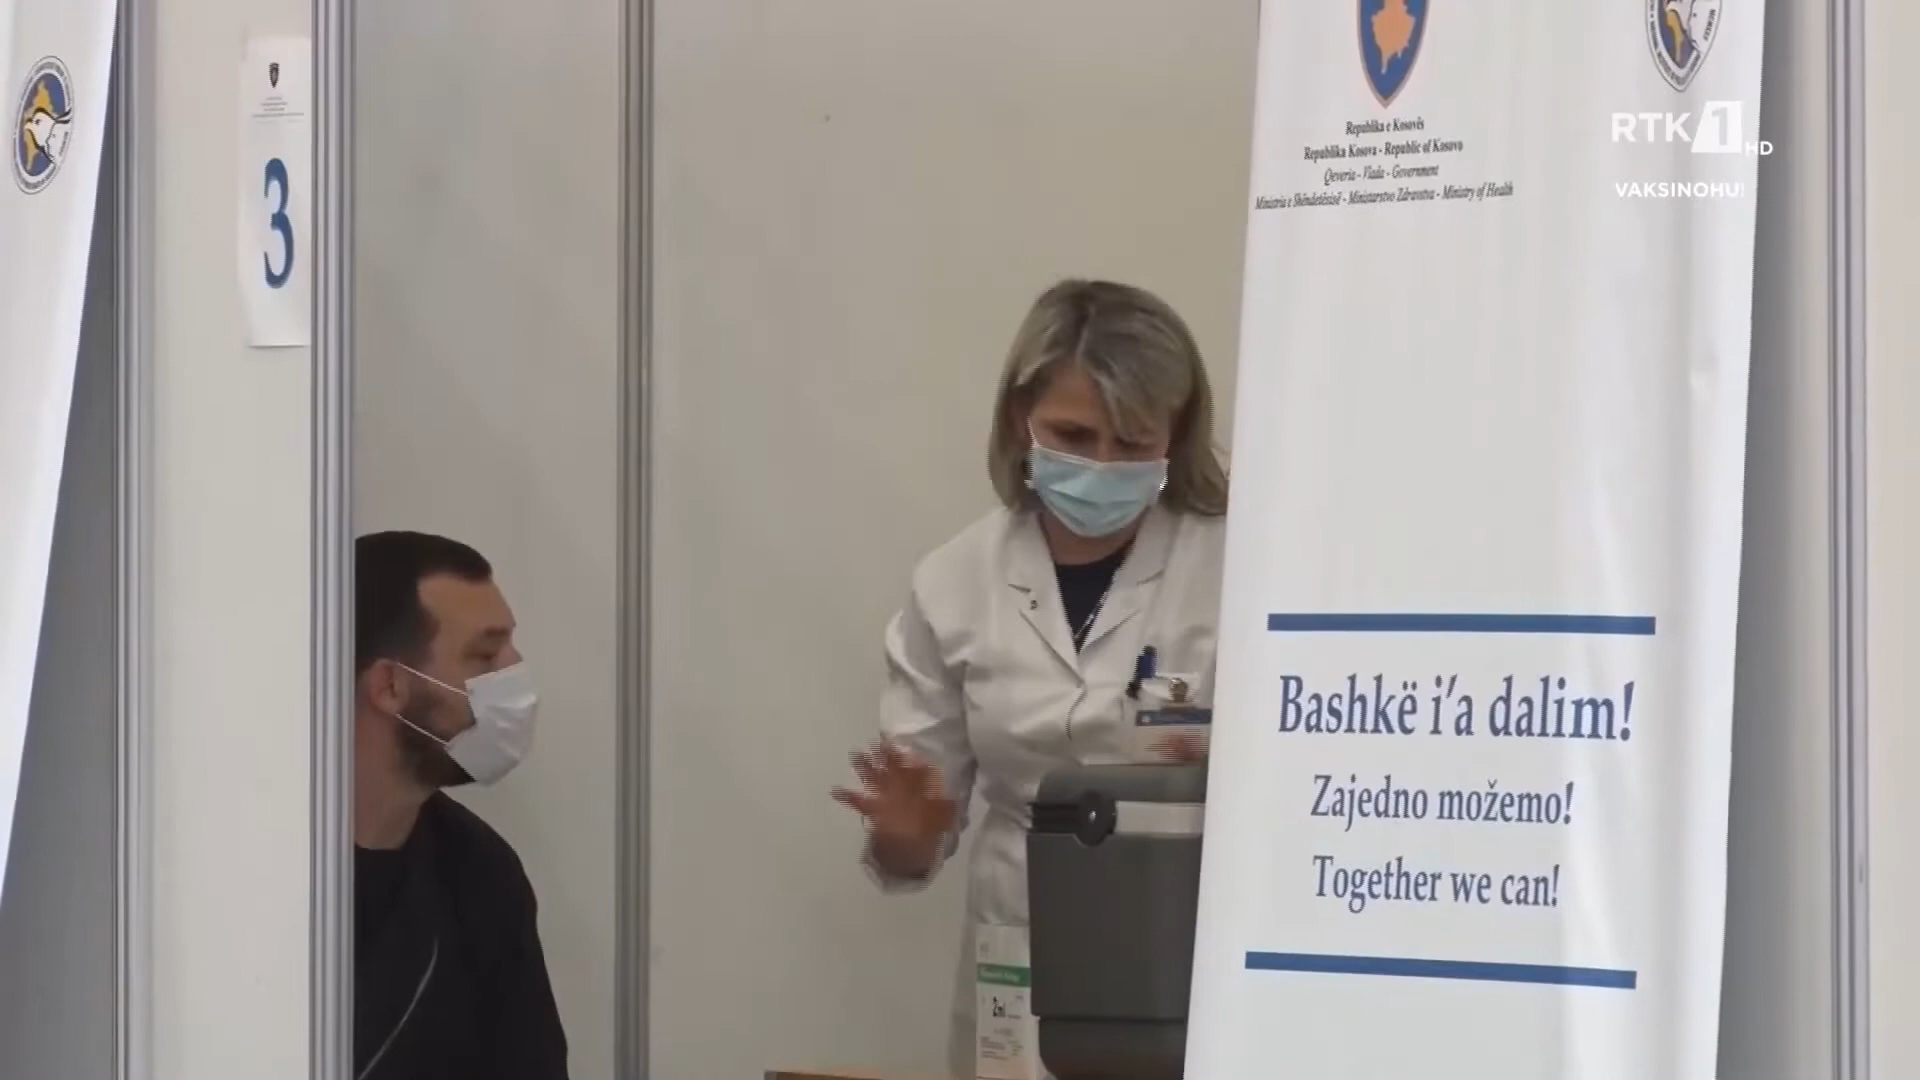 3
Republika e Kosovës
Republika Kosova - Republic of Kosovo
Qeveria - Vlada - Government
Ministria e Shëndetësisë - Ministarstvo Zdravstva - Ministry of Health
RTK 1 HD
VAKSINOHU!
Bashkë i'a dalim!
Zajedno možemo!
Together we can!
2ml